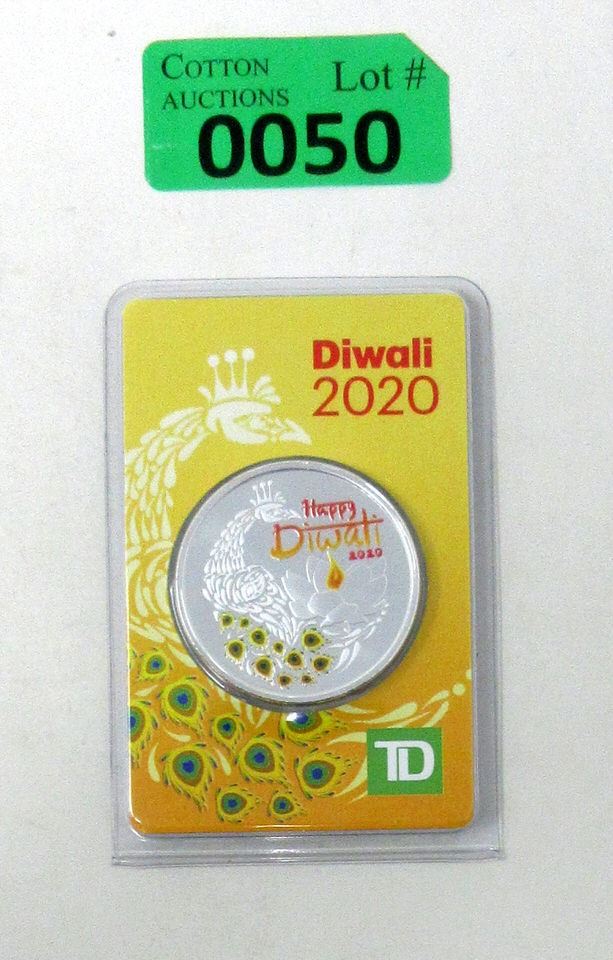 COTTON
AUCTIONS
Lot #
0050
Diwali
2020
Happy
Diwali
2020
TD